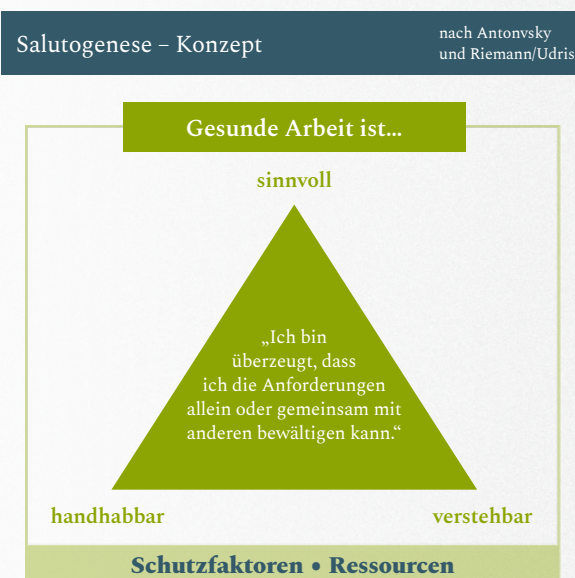 Salutogenese – Konzept
nach Antonvsky
und Riemann/Udris
Gesunde Arbeit ist...
sinnvoll
„Ich bin
überzeugt, dass
ich die Anforderungen
allein oder gemeinsam mit
anderen bewältigen kann.“
handhabbar
verstehbar
Schutzfaktoren • Ressourcen